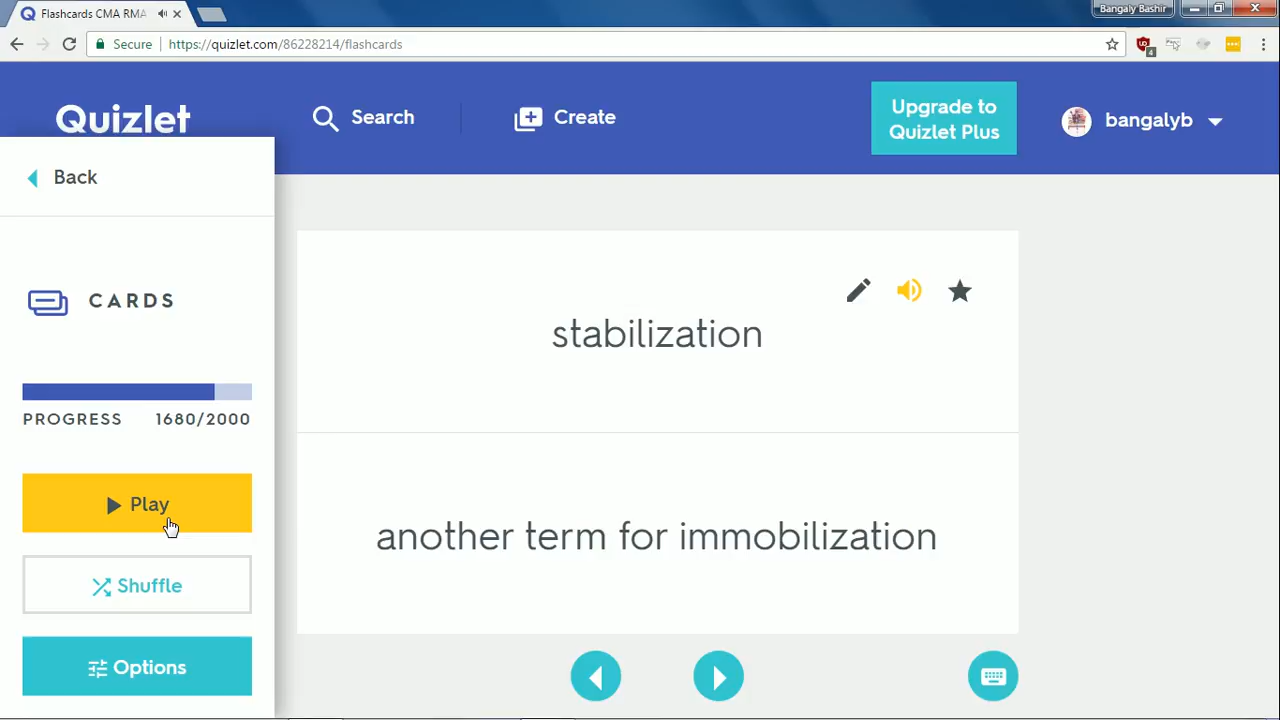 Flashcards CMA RMA
Bangaly Bashir
Secure
https://quizlet.com/86228214/flashcards
4
Quizlet
Search
Create
Upgrade to
Quizlet Plus
bangalyb
Back
CARDS
PROGRESS 1680/2000
Play
Shuffle
Options
stabilization
another term for immobilization